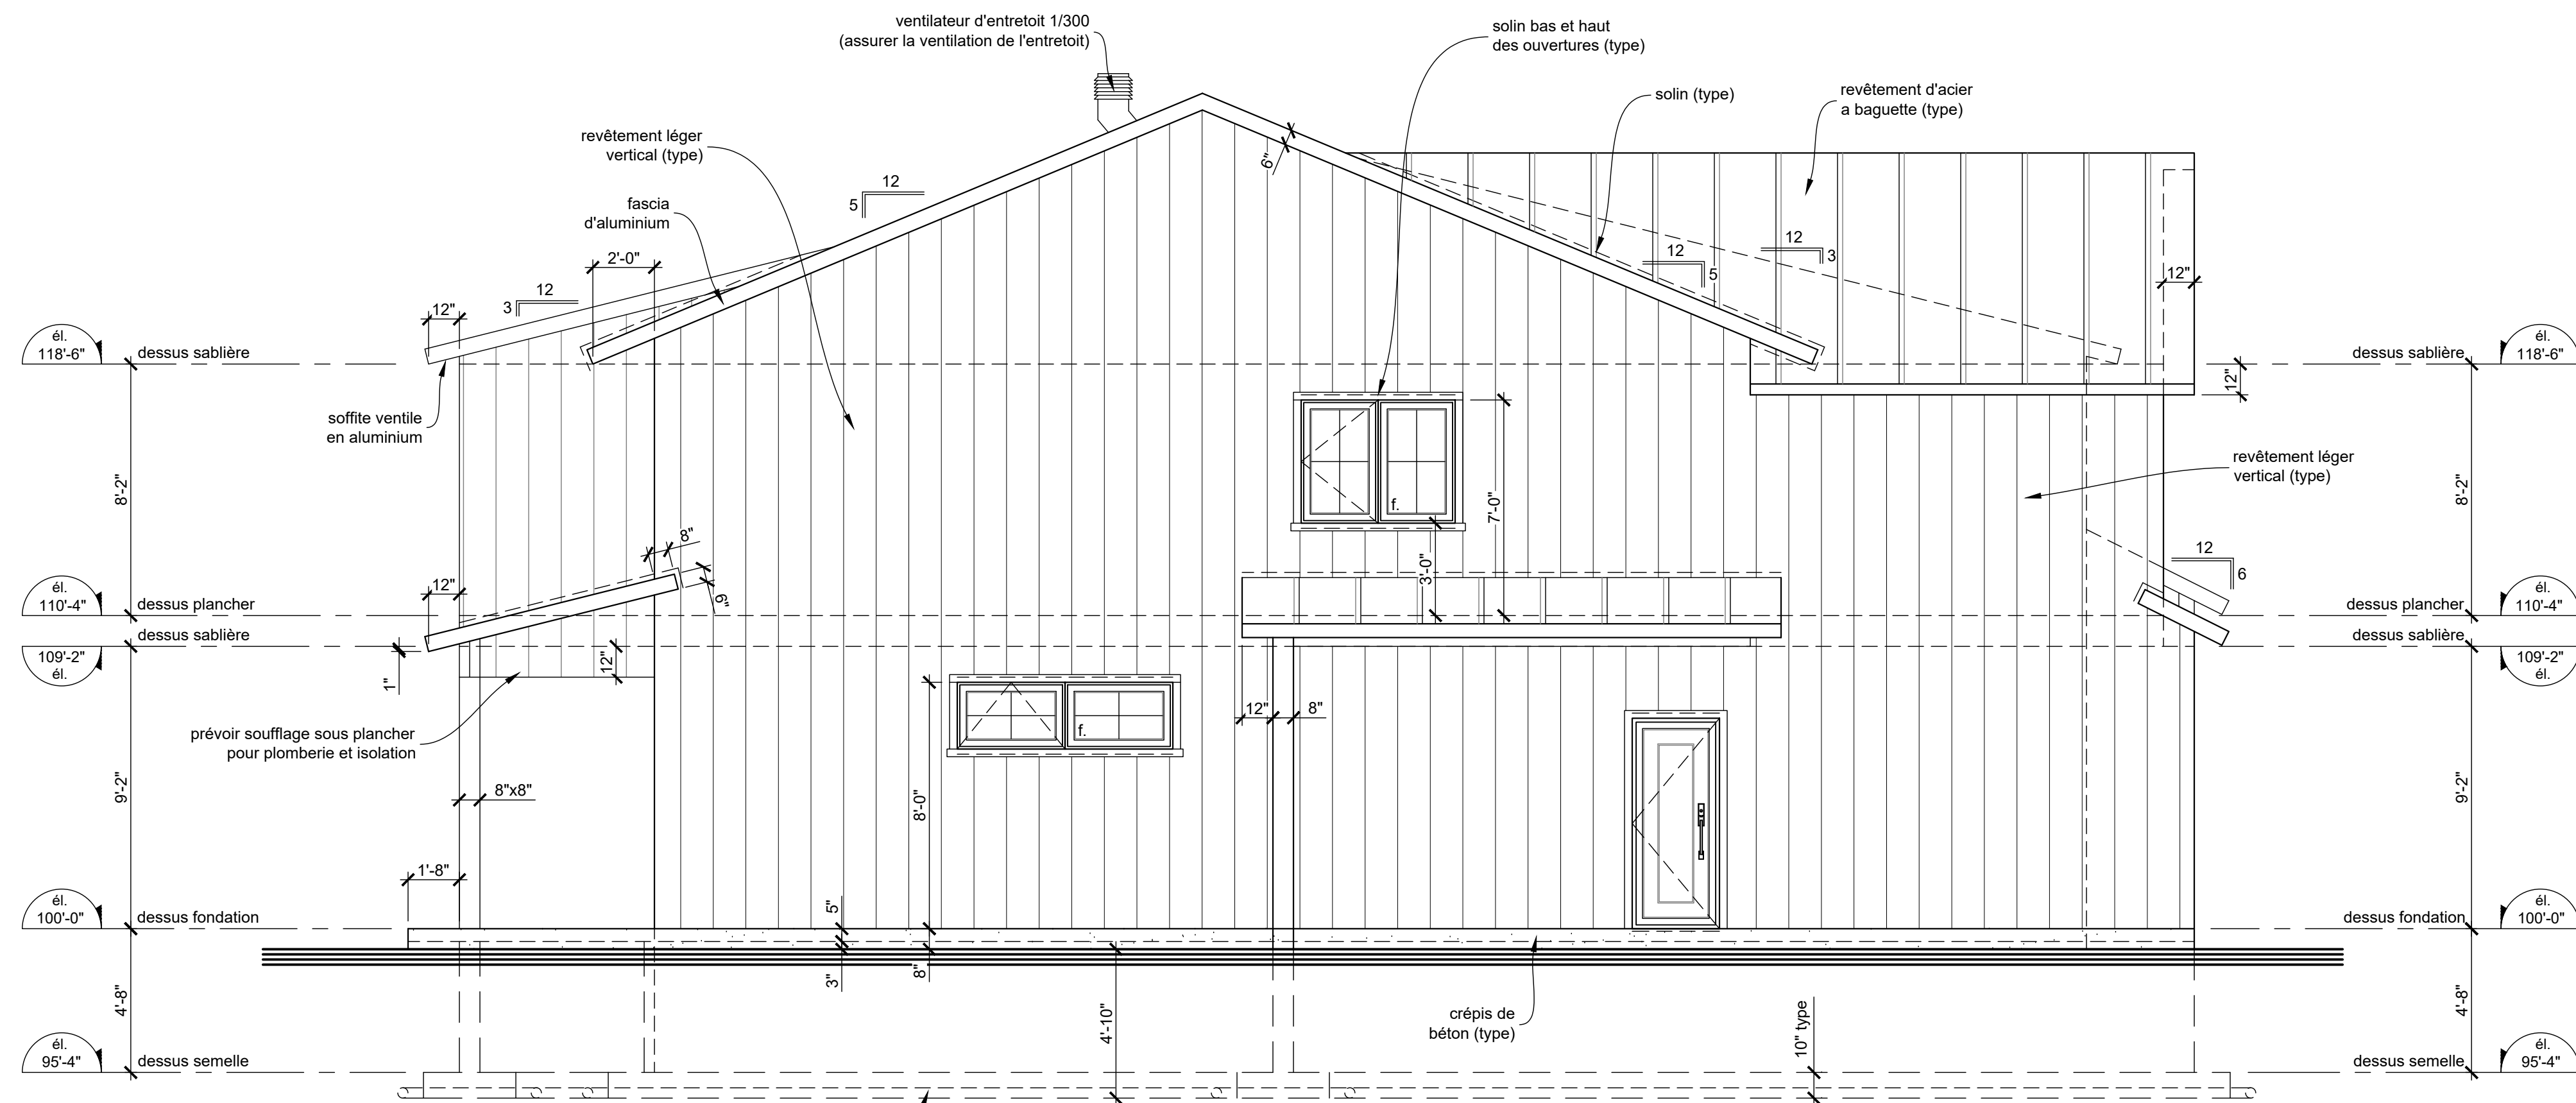 ventilateur d'entretoit 1/300
(assurer la ventilation de l'entretoit)
solin bas et haut
des ouvertures (type)
solin (type)
revêtement d'acier
a baguette (type)
revêtement léger
vertical (type)
fascia
d'aluminium
12
5
6"
2'-0"
12
3
12"
12
5
12
3
12"
él.
118'-6"
dessus sablière
dessus sablière
él.
118'-6"
12"
soffite ventile
en aluminium
8'-2"
f.
7'-0"
3'-0"
revêtement léger
vertical (type)
8'-2"
8"
6"
12"
12
6
él.
110'-4"
dessus plancher
dessus plancher
él.
110'-4"
dessus sablière
109'-2"
él.
dessus sablière
109'-2"
él.
1"
12"
prévoir soufflage sous plancher
pour plomberie et isolation
f.
12"
8"
8"x8"
9'-2"
8'-0"
9'-2"
1'-8"
5"
él.
100'-0"
dessus fondation
dessus fondation
él.
100'-0"
3"
8"
4'-8"
4'-10"
crépis de
béton (type)
10" type
4'-8"
él.
95'-4"
dessus semelle
dessus semelle
él.
95'-4"